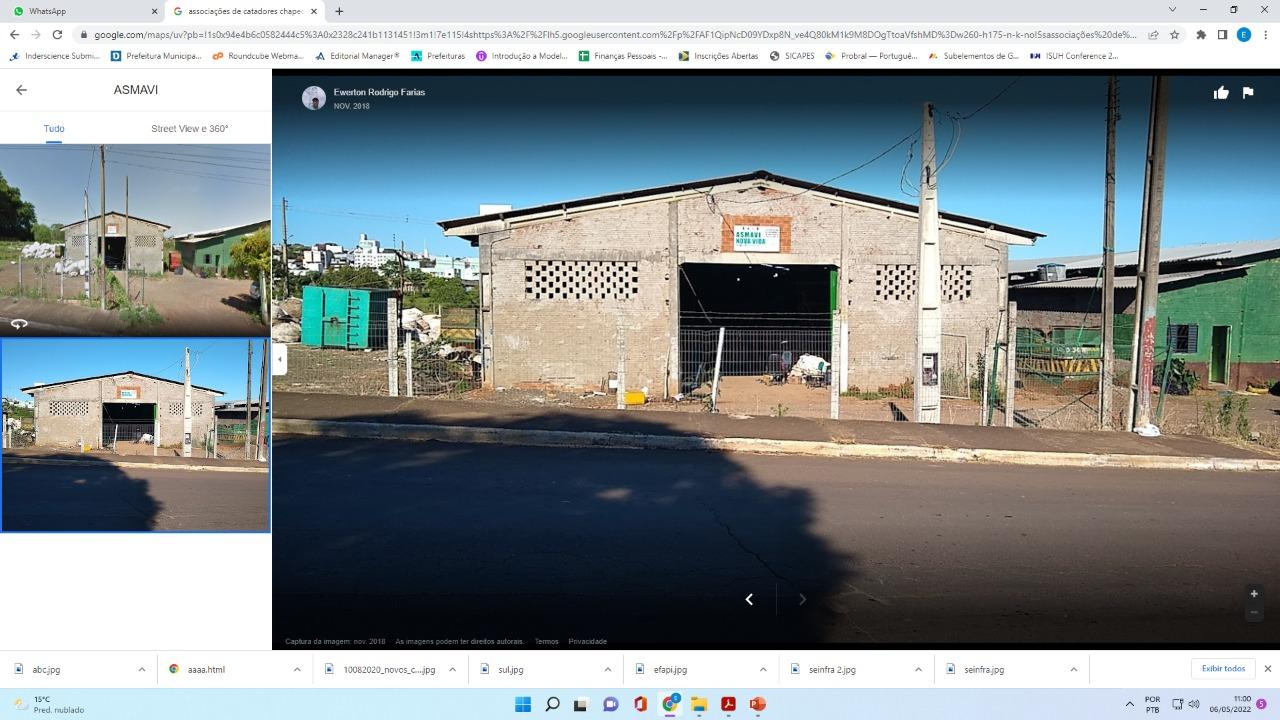 WhatsApp
associações de catadores chape
google.com/maps/uv?pb=!1s0x94e4b6c0582444c5%3A0x2328c241b1131451!3m1!7e115!4shttps%3A%2F%2Flh5.googleusercontent.com%2Fp%2FAF1QipNcD09YDxp8N_ve4Q80kM1k9M8DOgTtoaVfshMD%3Dw260-h175-n-k-no!5sassociações%20de%...
E
Indersciece Subm...
Prefeitura Municipa...
Roundcube Webma...
Editorial Manager ®
Prefeituras
Introdução a Model...
Finanças Pessoais -...
Inscrições Abertas
SICAPES
Probral — Portugu...
Subelementos de G...
ISUH Conference 2...
ASMAVI
Tudo
Street View e 360°
Ewerton Rodrigo Farias
NOV. 2018
ASMAVI
NOVA VIDA
Captura da imagem: nov. 2018 As imagens podem ter direitos autorais. Termos Privacidade
abc.jpg
aaaa.html
10082020_novos_c....jpg
sul.jpg
efapi.jpg
seinfra 2.jpg
seinfra.jpg
Exibir todos
15°C
Pred. nublado
POR
PTB
11:00
06/05/2022
5